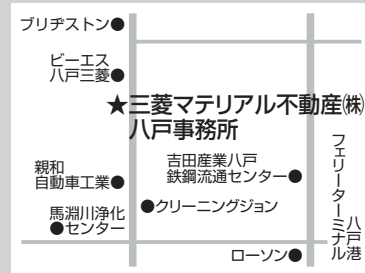 ブリヂストン●
ビーエス
八戸三菱●
★三菱マテリアル不動産㈱
八戸事務所
親和
自動車工業●
吉田産業八戸
鉄鋼流通センター●
馬淵川浄化
●センター
●クリーニングジョン
ローソン●
八戸港
フェリーターミナル